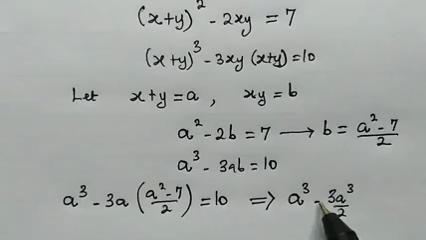 (x+y)² - 2xy = 7
(x+y)³ - 3xy (x+y) = 10
Let x+y = a , xy = b
a² - 2b = 7 ⟶ b = (a² - 7)/2
a³ - 3ab = 10
a³ - 3a ((a² - 7)/2) = 10 ⇒ a³ - 3a³/2